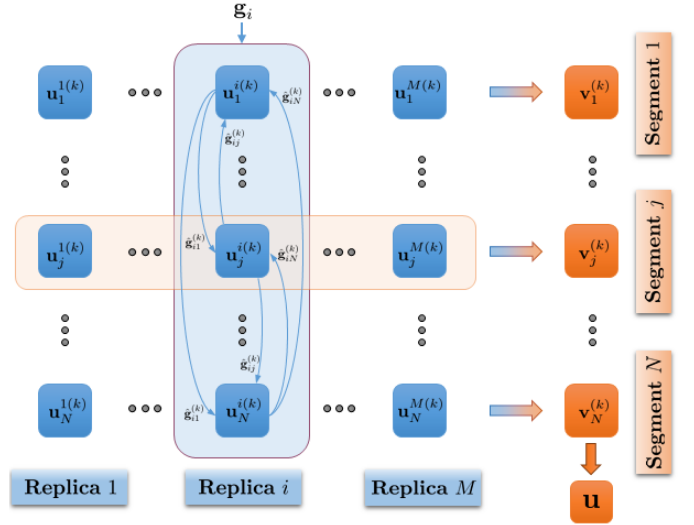 g_i
u_1^{1(k)} u_1^{i(k)} ĝ_{iN}^{(k)} u_1^{M(k)} v_1^{(k)} Segment 1
ĝ_{ij}^{(k)}
u_j^{1(k)} ĝ_{i1}^{(k)} u_j^{i(k)} ĝ_{iN}^{(k)} u_j^{M(k)} v_j^{(k)} Segment j
ĝ_{ij}^{(k)}
u_N^{1(k)} ĝ_{i1}^{(k)} u_N^{i(k)} u_N^{M(k)} v_N^{(k)} Segment N
Replica 1 Replica i Replica M u